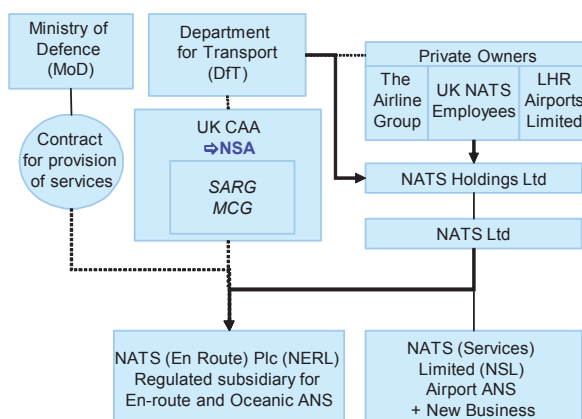 Ministry of
Defence
(MoD)
Department
for Transport
(DfT)
Private Owners
The
Airline
Group
UK NATS
Employees
LHR
Airports
Limited
Contract
for provision
of services
UK CAA
⇨NSA
SARG
MCG
NATS Holdings Ltd
NATS Ltd
NATS (En Route) Plc (NERL)
Regulated subsidiary for
En-route and Oceanic ANS
NATS (Services)
Limited (NSL)
Airport ANS
+ New Business